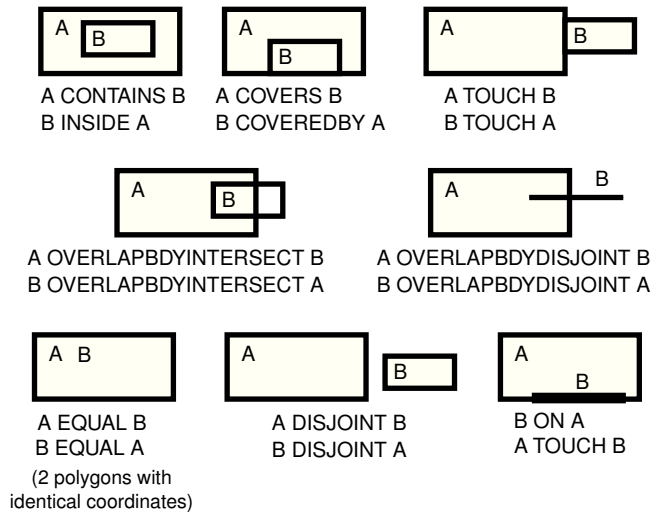 A
B
A CONTAINS B
B INSIDE A
A
B
A COVERS B
B COVEREDBY A
A
B
A TOUCH B
B TOUCH A
A
B
A OVERLAPBDYINTERSECT B
B OVERLAPBDYINTERSECT A
A
B
A OVERLAPBDYDISJOINT B
B OVERLAPBDYDISJOINT A
A B
A EQUAL B
B EQUAL A
(2 polygons with
identical coordinates)
A
B
A DISJOINT B
B DISJOINT A
A
B
B ON A
A TOUCH B